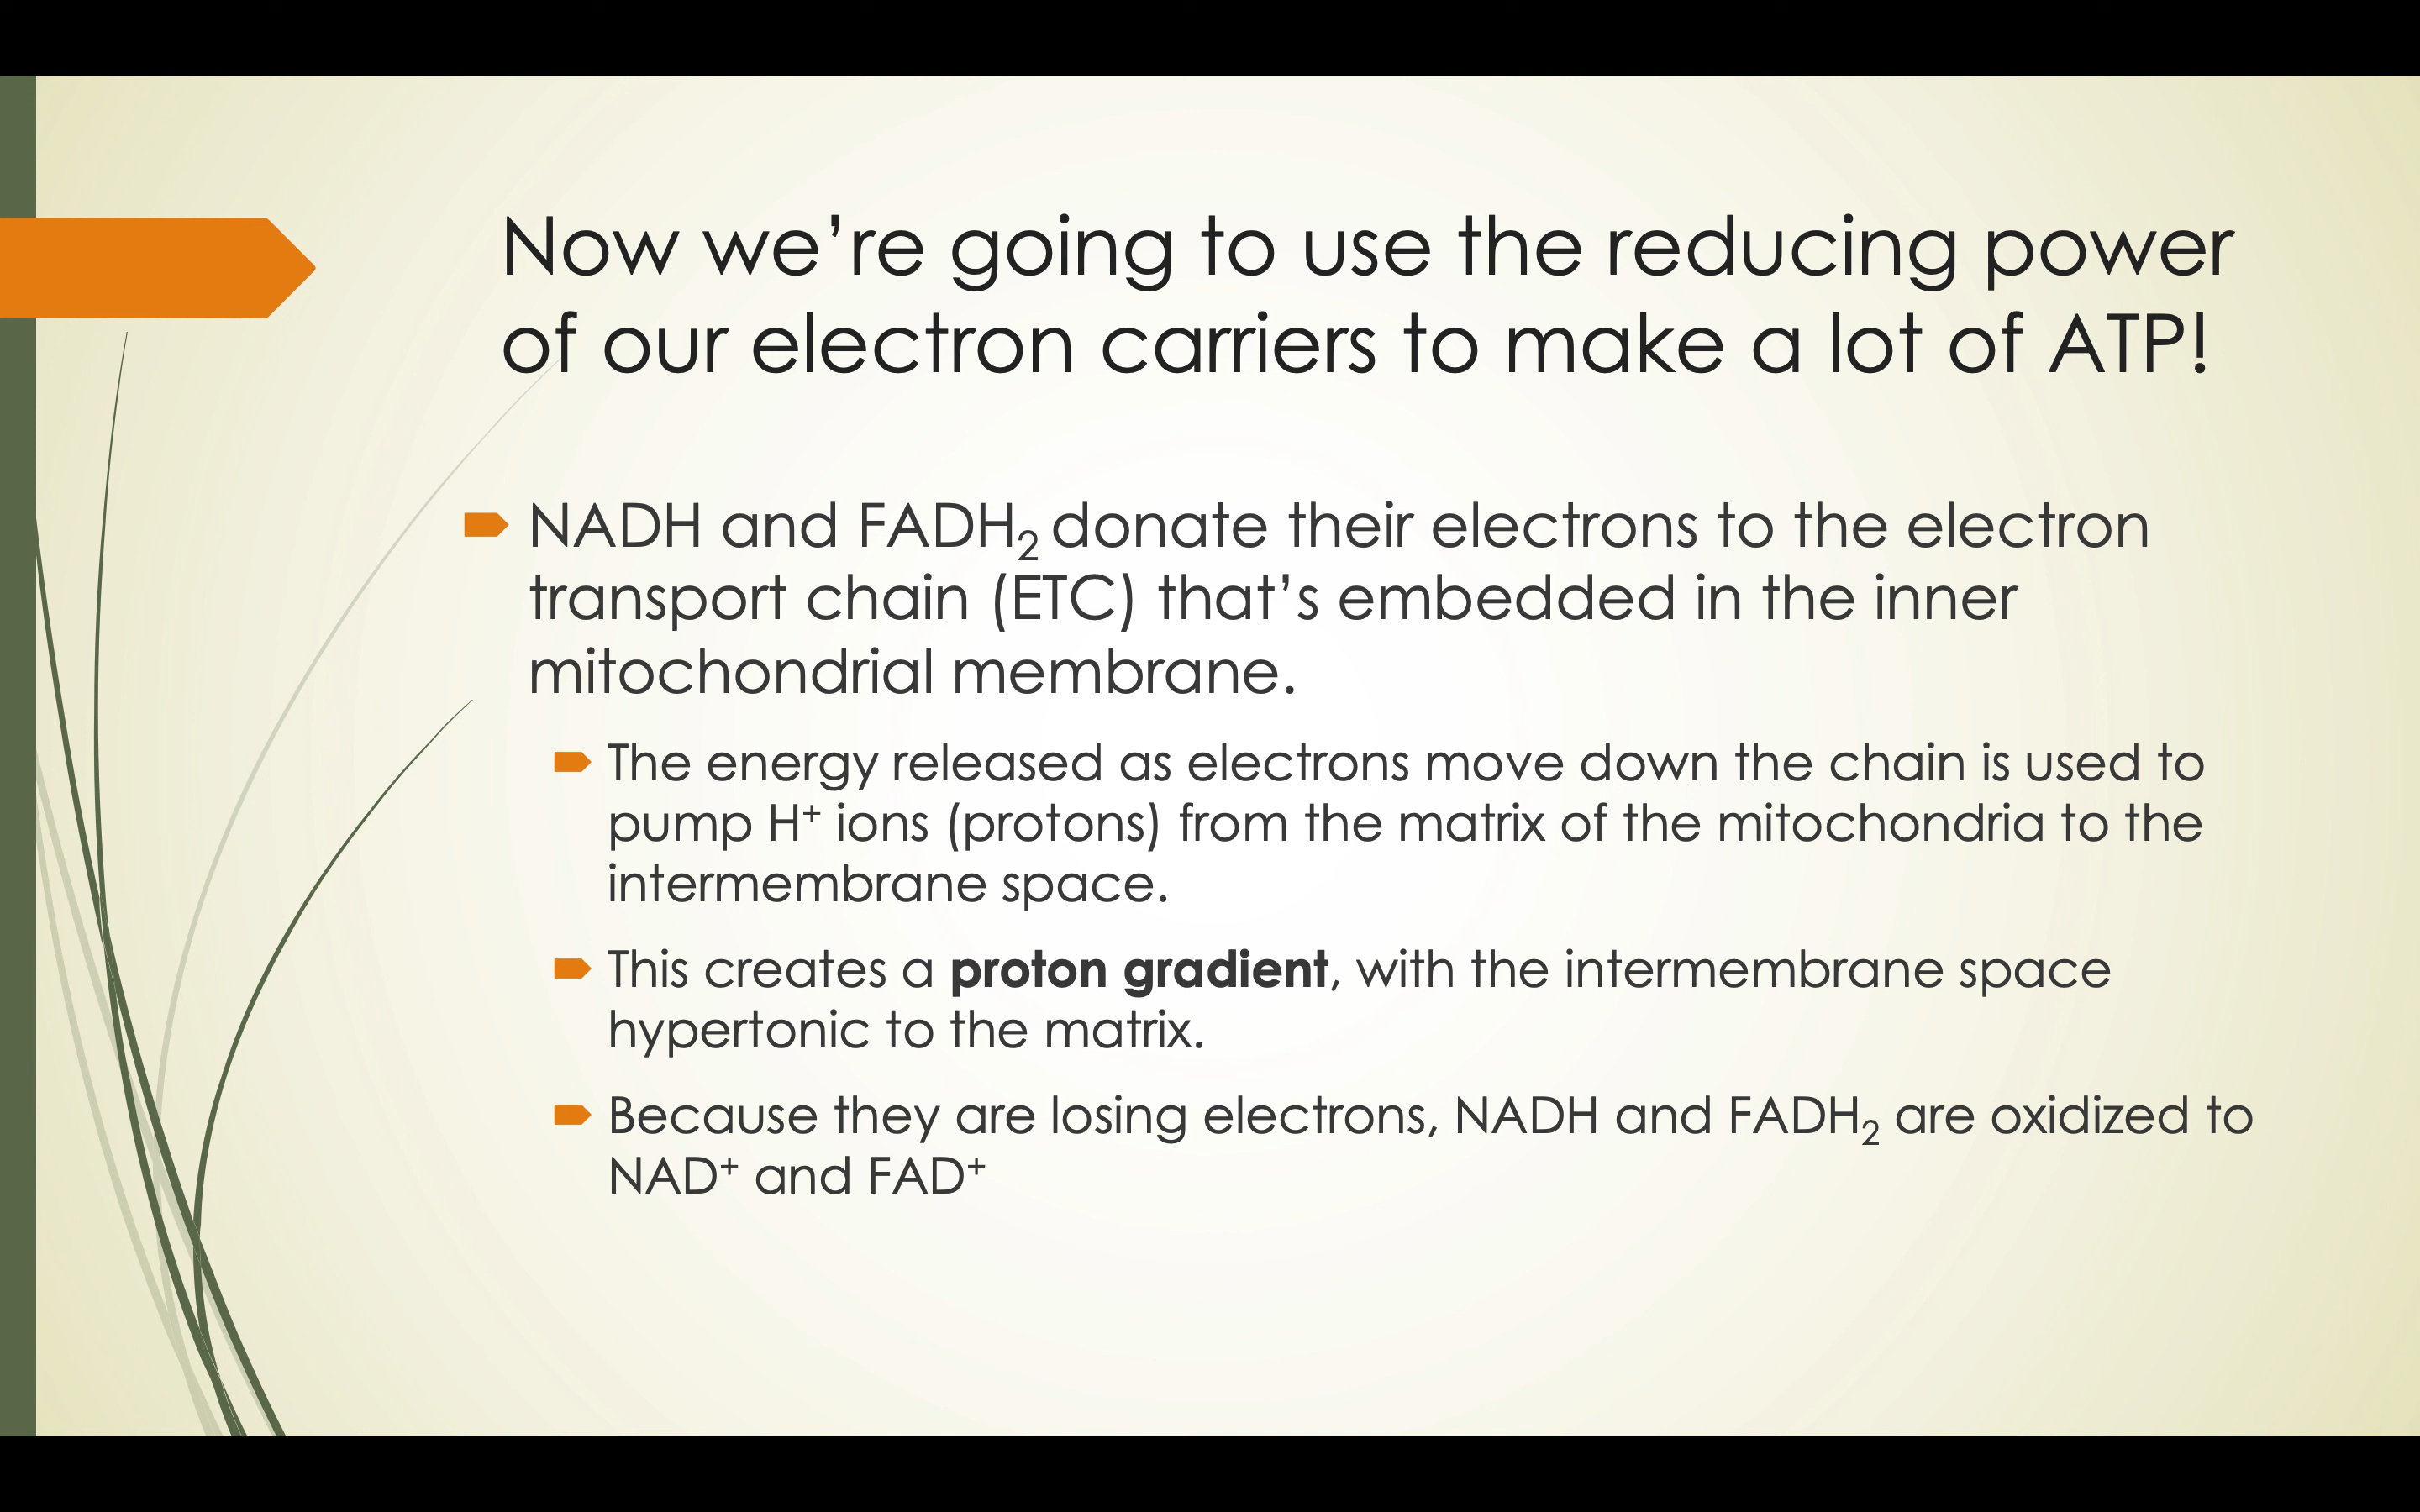 Now we’re going to use the reducing power
of our electron carriers to make a lot of ATP!
NADH and FADH₂ donate their electrons to the electron
transport chain (ETC) that’s embedded in the inner
mitochondrial membrane.
The energy released as electrons move down the chain is used to
pump H⁺ ions (protons) from the matrix of the mitochondria to the
intermembrane space.
This creates a proton gradient, with the intermembrane space
hypertonic to the matrix.
Because they are losing electrons, NADH and FADH₂ are oxidized to
NAD⁺ and FAD⁺